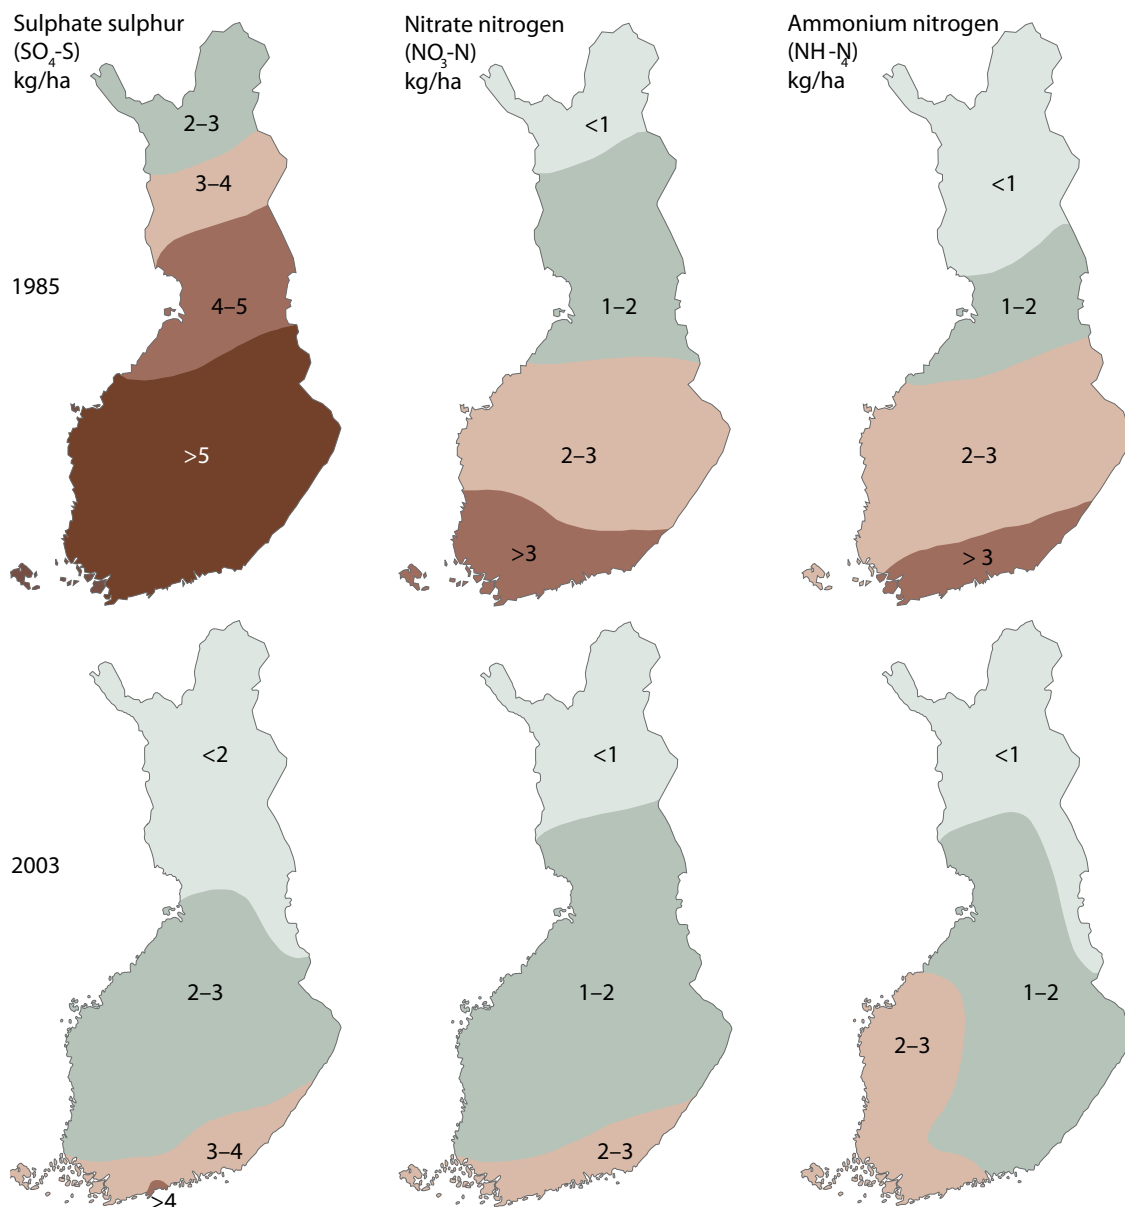 Sulphate sulphur
(SO4-S)
kg/ha
Nitrate nitrogen
(NO3-N)
kg/ha
Ammonium nitrogen
(NH4-N)
kg/ha
1985
2–3
3–4
4–5
>5
<1
1–2
2–3
>3
<1
1–2
2–3
> 3
2003
<2
2–3
3–4
>4
<1
1–2
2–3
<1
1–2
2–3